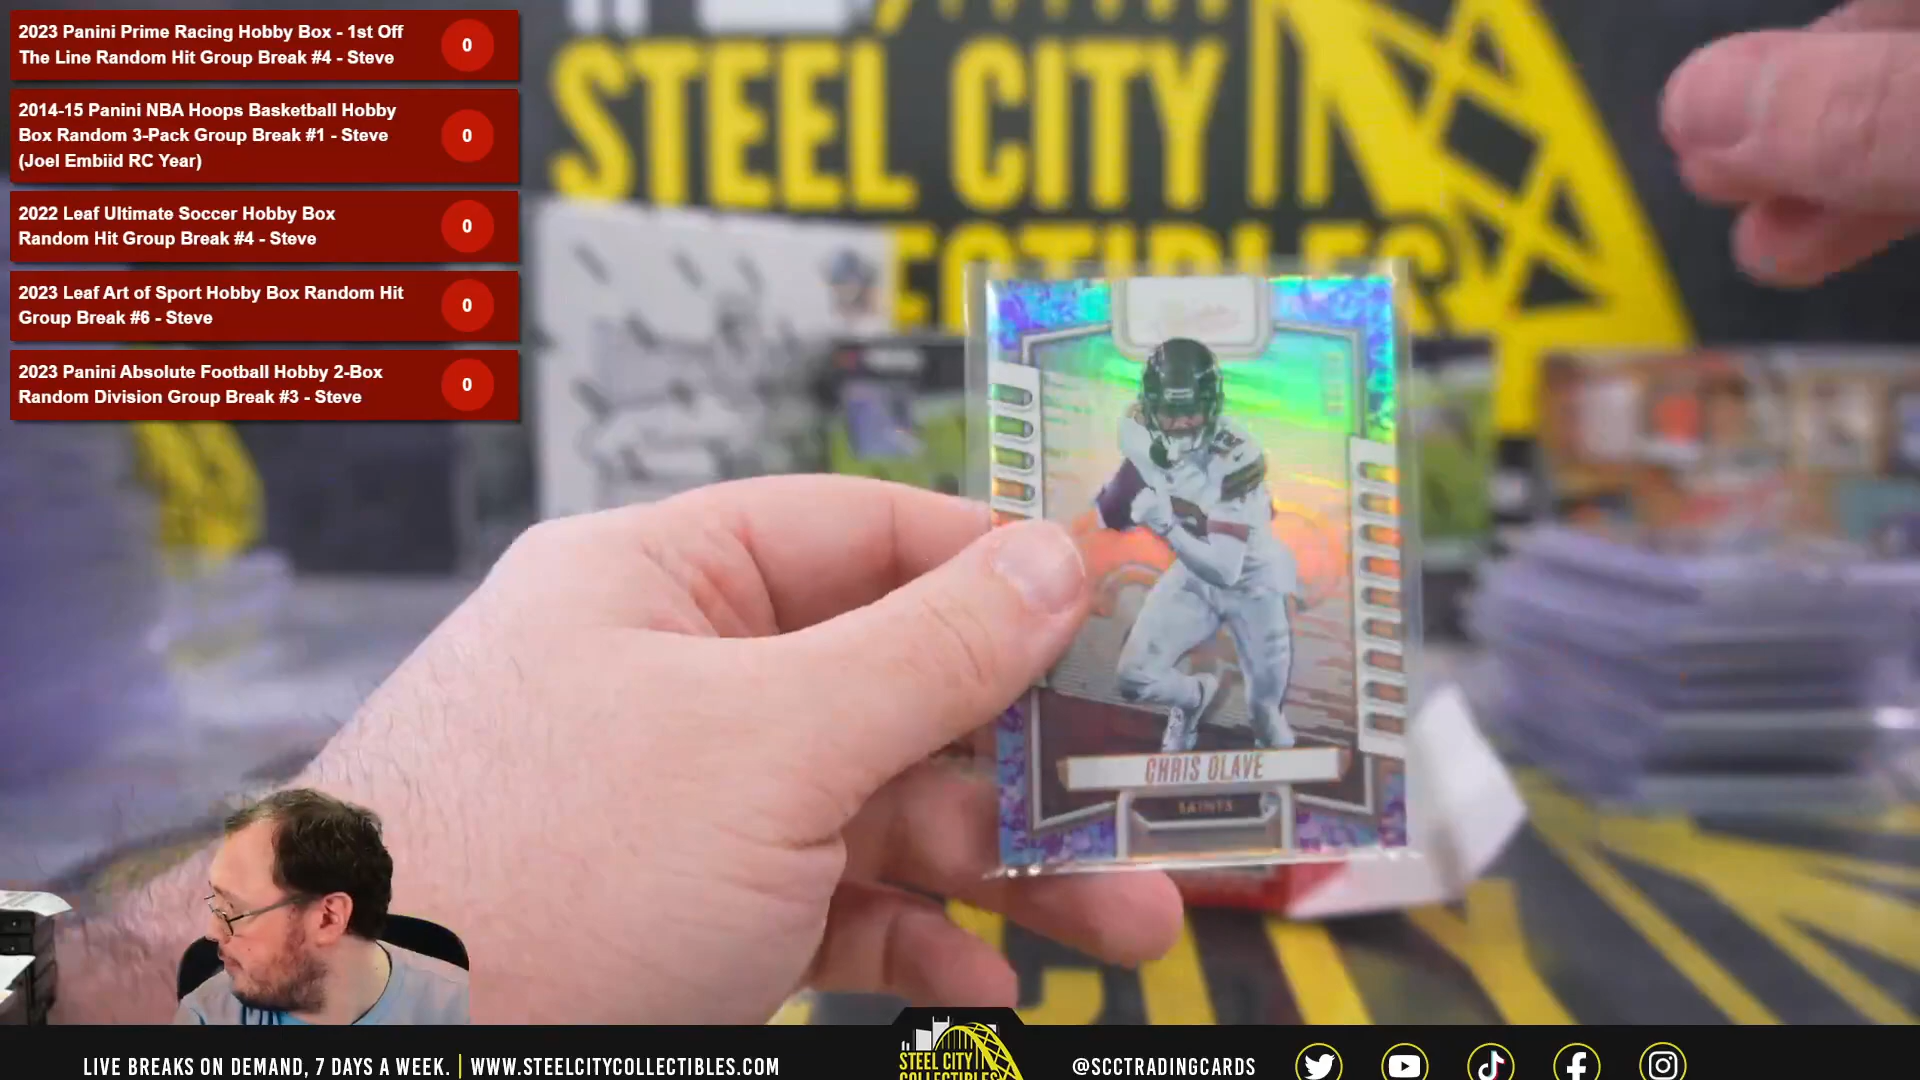 2023 Panini Prime Racing Hobby Box - 1st Off
The Line Random Hit Group Break #4 - Steve
0
2014-15 Panini NBA Hoops Basketball Hobby
Box Random 3-Pack Group Break #1 - Steve
(Joel Embiid RC Year)
0
2022 Leaf Ultimate Soccer Hobby Box
Random Hit Group Break #4 - Steve
0
2023 Leaf Art of Sport Hobby Box Random Hit
Group Break #6 - Steve
0
2023 Panini Absolute Football Hobby 2-Box
Random Division Group Break #3 - Steve
0
STEEL CITY
CHRIS OLAVE
SAINTS
LIVE BREAKS ON DEMAND, 7 DAYS A WEEK. | WWW.STEELCITYCOLLECTIBLES.COM
STEEL CITY
COLLECTIBLES
@SCCTRADINGCARDS